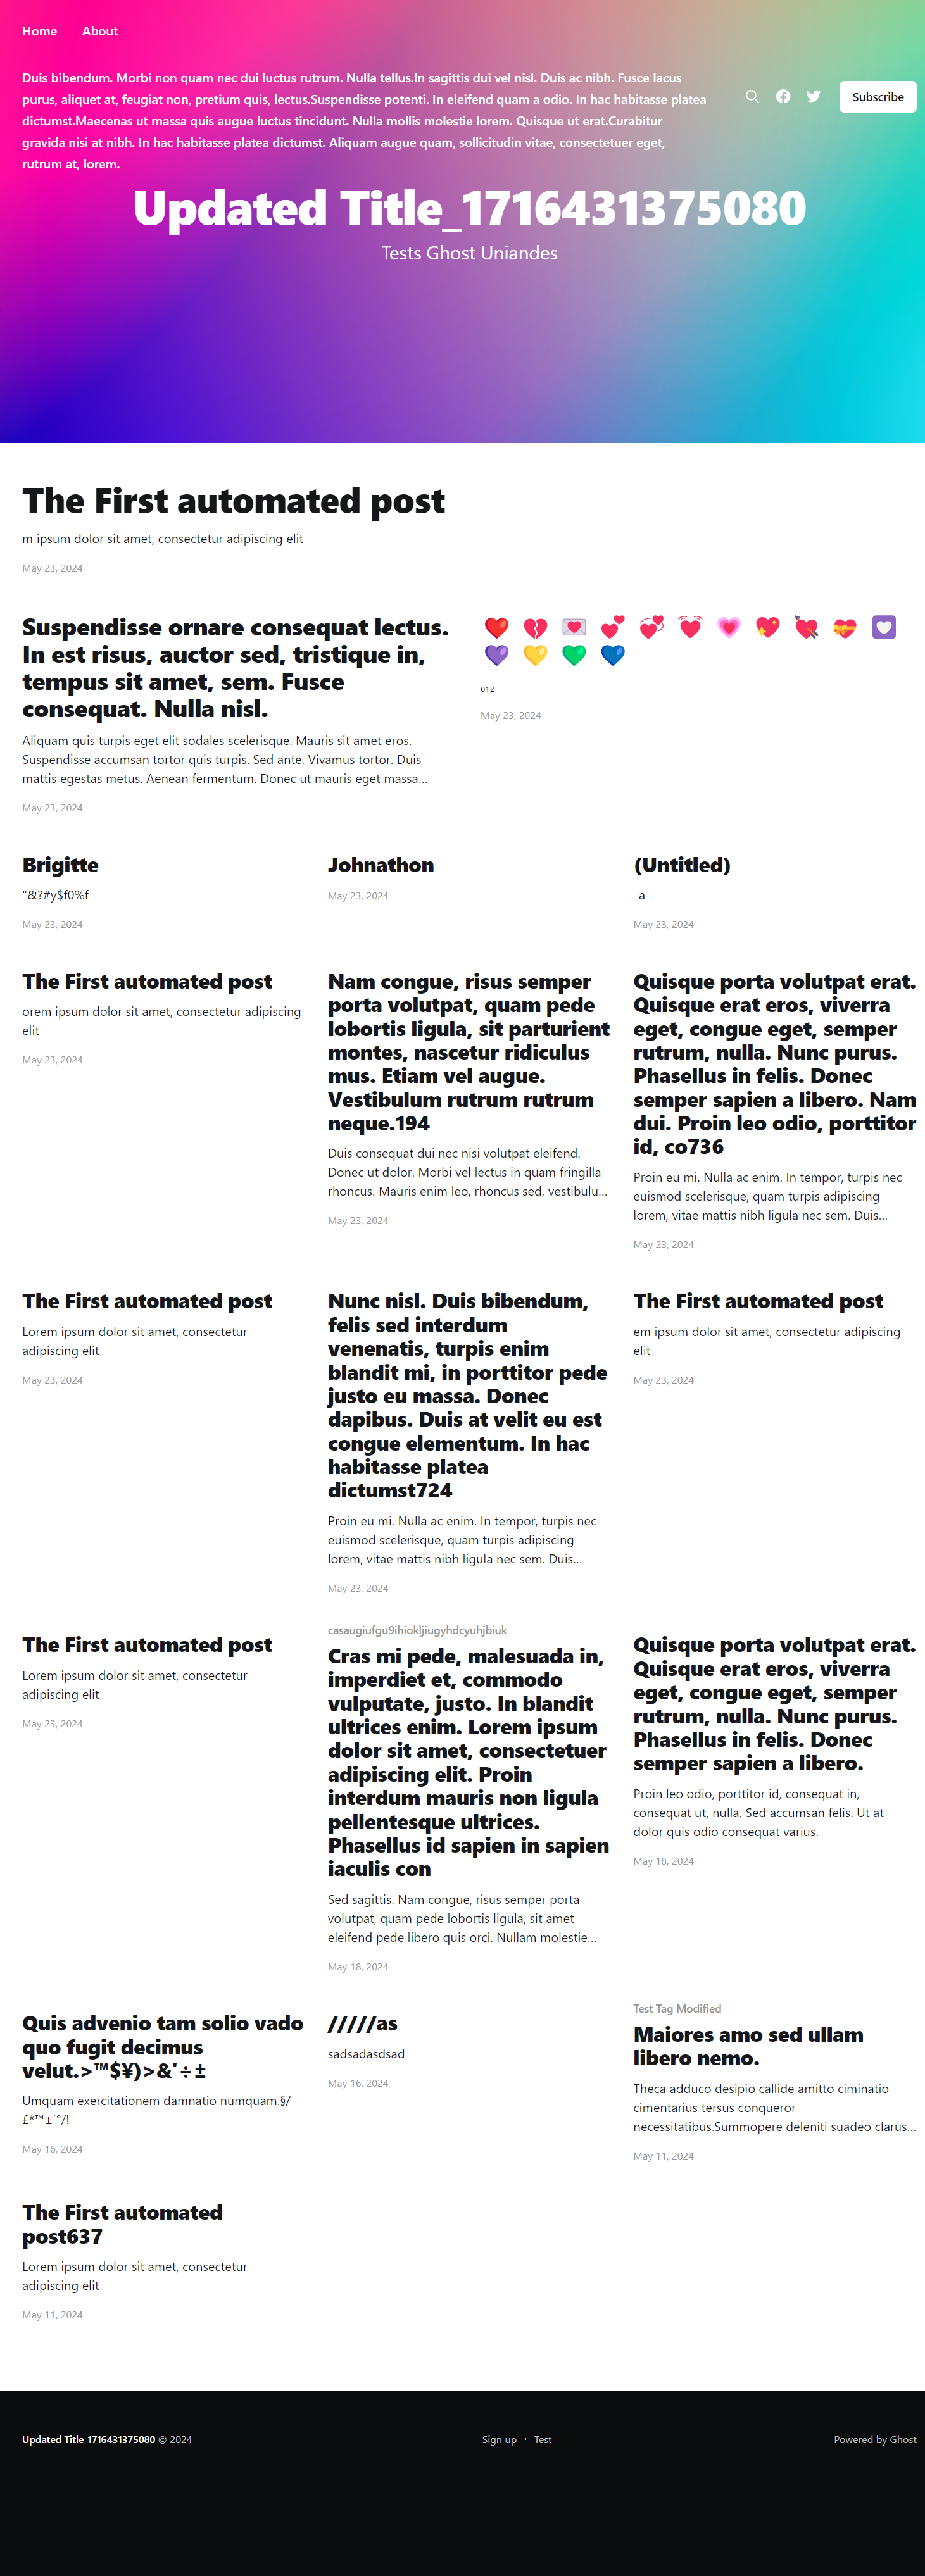 Home About
Duis bibendum. Morbi non quam nec dui luctus rutrum. Nulla tellus.In sagittis dui vel nisl. Duis ac nibh. Fusce lacus
purus, aliquet at, feugiat non, pretium quis, lectus.Suspendisse potenti. In eleifend quam a odio. In hac habitasse platea
dictumst.Maecenas ut massa quis augue luctus tincidunt. Nulla mollis molestie lorem. Quisque ut erat.Curabitur
gravida nisi at nibh. In hac habitasse platea dictumst. Aliquam augue quam, sollicitudin vitae, consectetuer eget,
rutrum at, lorem.
Subscribe
Updated Title_1716431375080
Tests Ghost Uniandes
The First automated post
m ipsum dolor sit amet, consectetur adipiscing elit
May 23, 2024
Suspendisse ornare consequat lectus.
In est risus, auctor sed, tristique in,
tempus sit amet, sem. Fusce
consequat. Nulla nisl.
Aliquam quis turpis eget elit sodales scelerisque. Mauris sit amet eros.
Suspendisse accumsan tortor quis turpis. Sed ante. Vivamus tortor. Duis
mattis egestas metus. Aenean fermentum. Donec ut mauris eget massa...
May 23, 2024
❤️ 💔 💌 💕 💞 💓 💗 💖 💘 💝 💟
💜 💛 💚 💙
⁰¹²
May 23, 2024
Brigitte
"&?#y$f0%f
May 23, 2024
Johnathon
May 23, 2024
(Untitled)
_a
May 23, 2024
The First automated post
orem ipsum dolor sit amet, consectetur adipiscing
elit
May 23, 2024
Nam congue, risus semper
porta volutpat, quam pede
lobortis ligula, sit parturient
montes, nascetur ridiculus
mus. Etiam vel augue.
Vestibulum rutrum rutrum
neque.194
Duis consequat dui nec nisi volutpat eleifend.
Donec ut dolor. Morbi vel lectus in quam fringilla
rhoncus. Mauris enim leo, rhoncus sed, vestibulu...
May 23, 2024
Quisque porta volutpat erat.
Quisque erat eros, viverra
eget, congue eget, semper
rutrum, nulla. Nunc purus.
Phasellus in felis. Donec
semper sapien a libero. Nam
dui. Proin leo odio, porttitor
id, co736
Proin eu mi. Nulla ac enim. In tempor, turpis nec
euismod scelerisque, quam turpis adipiscing
lorem, vitae mattis nibh ligula nec sem. Duis...
May 23, 2024
The First automated post
Lorem ipsum dolor sit amet, consectetur
adipiscing elit
May 23, 2024
Nunc nisl. Duis bibendum,
felis sed interdum
venenatis, turpis enim
blandit mi, in porttitor pede
justo eu massa. Donec
dapibus. Duis at velit eu est
congue elementum. In hac
habitasse platea
dictumst724
Proin eu mi. Nulla ac enim. In tempor, turpis nec
euismod scelerisque, quam turpis adipiscing
lorem, vitae mattis nibh ligula nec sem. Duis...
May 23, 2024
The First automated post
em ipsum dolor sit amet, consectetur adipiscing
elit
May 23, 2024
The First automated post
Lorem ipsum dolor sit amet, consectetur
adipiscing elit
May 23, 2024
casaugiufgu9ihiokljiugyhdcyuhjbiuk
Cras mi pede, malesuada in,
imperdiet et, commodo
vulputate, justo. In blandit
ultrices enim. Lorem ipsum
dolor sit amet, consectetuer
adipiscing elit. Proin
interdum mauris non ligula
pellentesque ultrices.
Phasellus id sapien in sapien
iaculis con
Sed sagittis. Nam congue, risus semper porta
volutpat, quam pede lobortis ligula, sit amet
eleifend pede libero quis orci. Nullam molestie...
May 18, 2024
Quisque porta volutpat erat.
Quisque erat eros, viverra
eget, congue eget, semper
rutrum, nulla. Nunc purus.
Phasellus in felis. Donec
semper sapien a libero.
Proin leo odio, porttitor id, consequat in,
consequat ut, nulla. Sed accumsan felis. Ut at
dolor quis odio consequat varius.
May 18, 2024
Quis advenio tam solio vado
quo fugit decimus
velut.>™$¥)>&'÷±
Umquam exercitationem damnatio numquam.§/
£*™±`°/!
May 16, 2024
/////as
sadsadasdsad
May 16, 2024
Test Tag Modified
Maiores amo sed ullam
libero nemo.
Theca adduco desipio callide amitto ciminatio
cimentarius tersus conqueror
necessitatibus.Summopere deleniti suadeo clarus...
May 11, 2024
The First automated
post637
Lorem ipsum dolor sit amet, consectetur
adipiscing elit
May 11, 2024
Updated Title_1716431375080 © 2024
Sign up · Test
Powered by Ghost